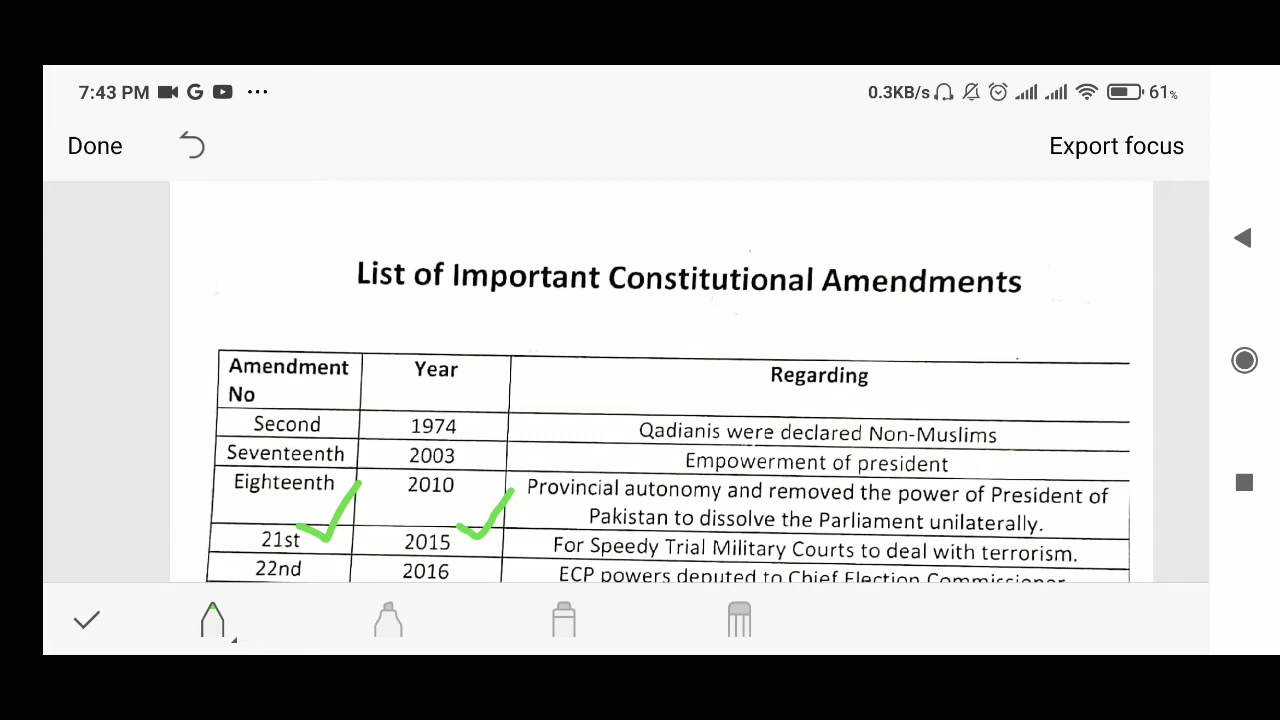 7:43 PM G ... 0.3KB/s 61%
Done Export focus
List of Important Constitutional Amendments
Amendment No Year Regarding
Second 1974 Qadianis were declared Non-Muslims
Seventeenth 2003 Empowerment of president
Eighteenth 2010 Provincial autonomy and removed the power of President of
Pakistan to dissolve the Parliament unilaterally.
21st 2015 For Speedy Trial Military Courts to deal with terrorism.
22nd 2016 ECP powers deputed to Chief Election Commissioner